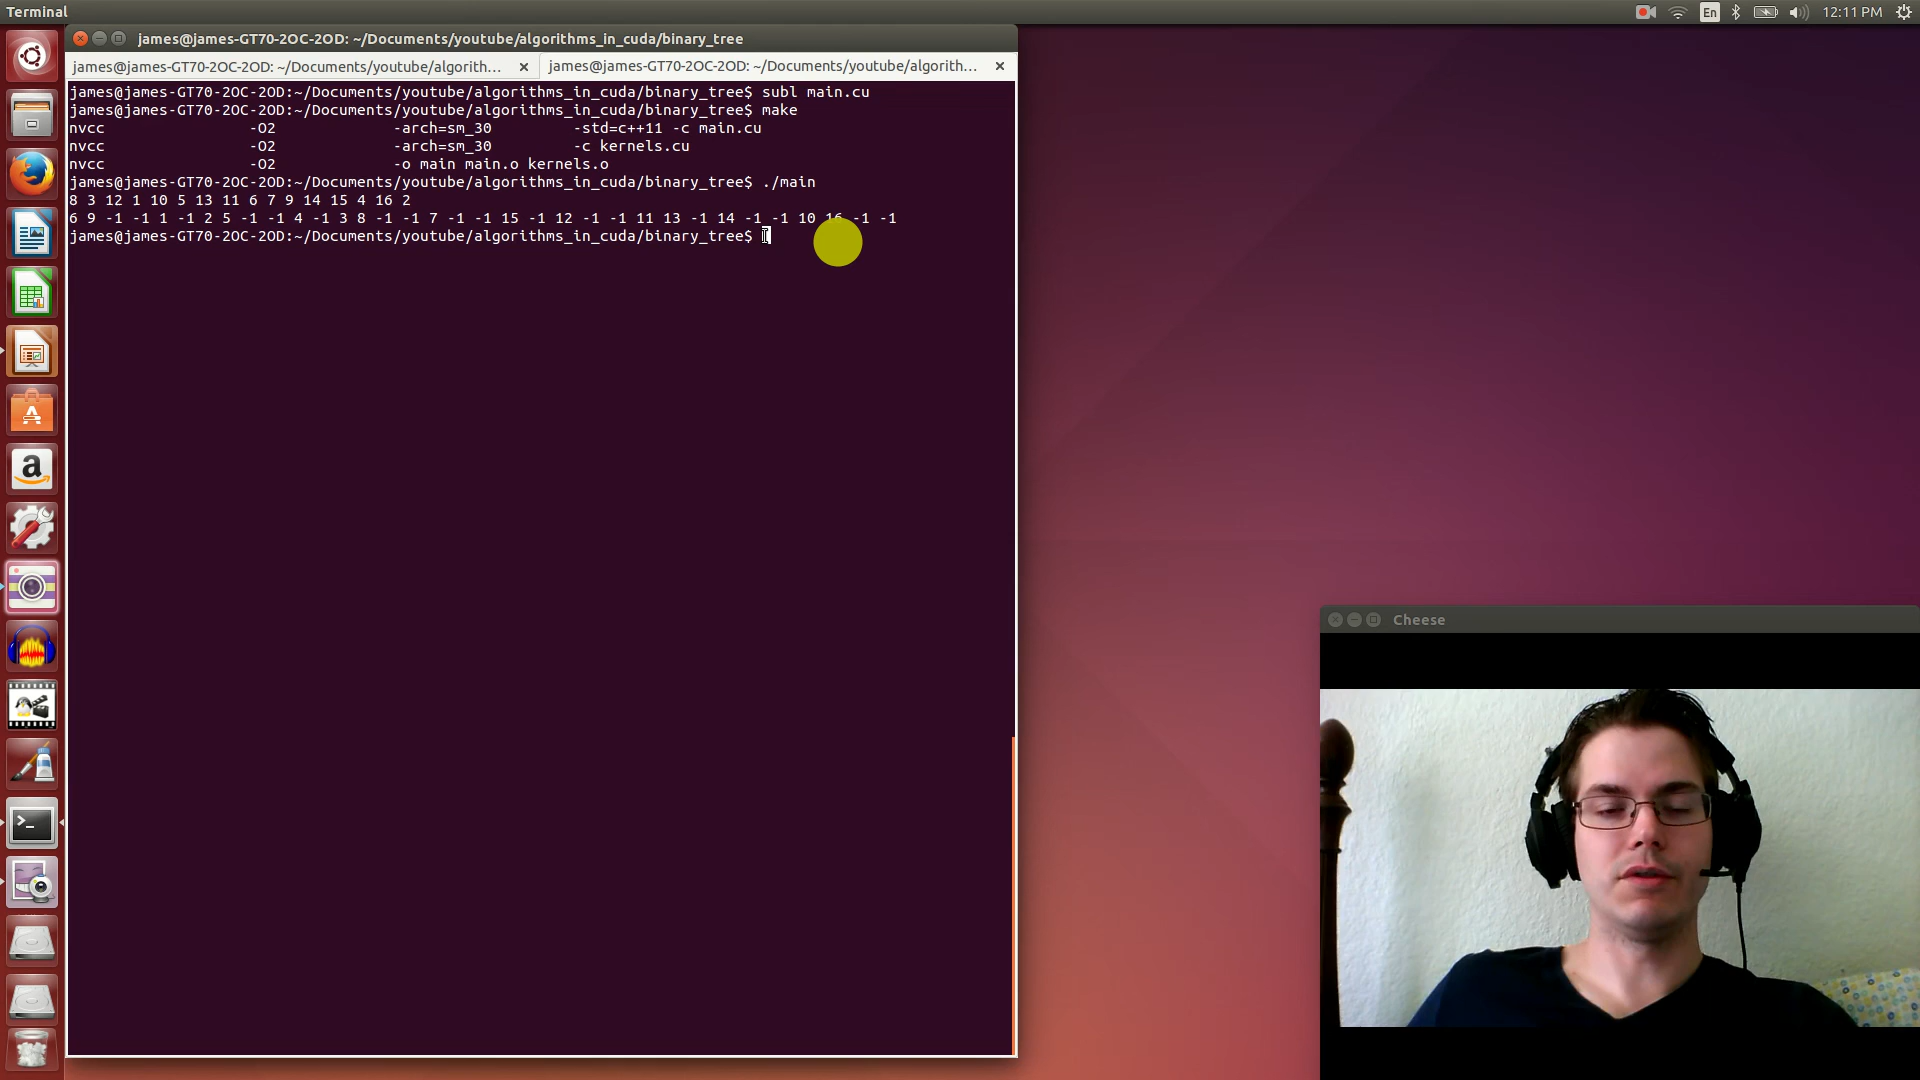 Terminal
En
12:11 PM
james@james-GT70-2OC-2OD: ~/Documents/youtube/algorithms_in_cuda/binary_tree
james@james-GT70-2OC-2OD: ~/Documents/youtube/algorith... × james@james-GT70-2OC-2OD: ~/Documents/youtube/algorith... ×
james@james-GT70-2OC-2OD:~/Documents/youtube/algorithms_in_cuda/binary_tree$ subl main.cu
james@james-GT70-2OC-2OD:~/Documents/youtube/algorithms_in_cuda/binary_tree$ make
nvcc -O2 -arch=sm_30 -std=c++11 -c main.cu
nvcc -O2 -arch=sm_30 -c kernels.cu
nvcc -O2 -o main main.o kernels.o
james@james-GT70-2OC-2OD:~/Documents/youtube/algorithms_in_cuda/binary_tree$ ./main
8 3 12 1 10 5 13 11 6 7 9 14 15 4 16 2
6 9 -1 -1 1 -1 2 5 -1 -1 4 -1 3 8 -1 -1 7 -1 -1 15 -1 12 -1 -1 11 13 -1 14 -1 -1 10 16 -1 -1
james@james-GT70-2OC-2OD:~/Documents/youtube/algorithms_in_cuda/binary_tree$
Cheese